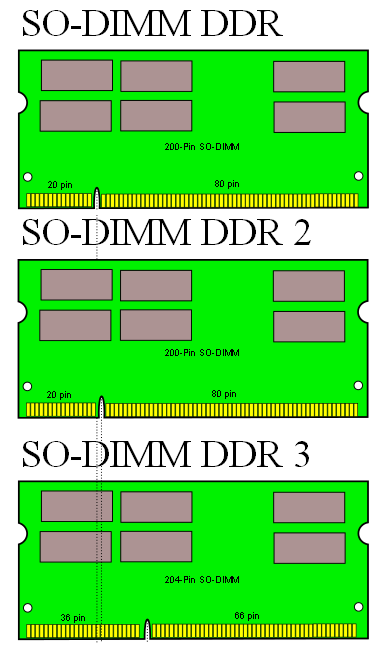 SO-DIMM DDR
200-Pin SO-DIMM
20 pin 80 pin
SO-DIMM DDR 2
200-Pin SO-DIMM
20 pin 80 pin
SO-DIMM DDR 3
204-Pin SO-DIMM
36 pin 66 pin